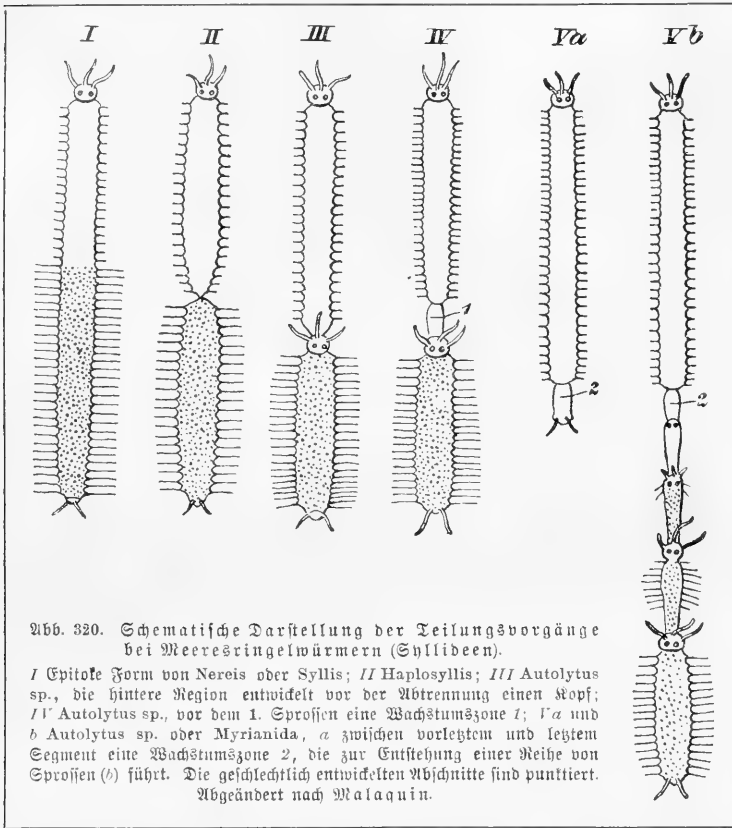 I II III IV Va Vb
1
2
2
Abb. 320. Schematische Darstellung der Teilungsvorgänge
bei Meeresringelwürmern (Syllideen).
I Epitoke Form von Nereis oder Syllis; II Haplosyllis; III Autolytus
sp., die hintere Region entwickelt vor der Abtrennung einen Kopf;
IV Autolytus sp., vor dem 1. Sprossen eine Wachstumszone 1; Va und
b Autolytus sp. oder Myrianida, a zwischen vorletztem und letztem
Segment eine Wachstumszone 2, die zur Entstehung einer Reihe von
Sprossen (b) führt. Die geschlechtlich entwickelten Abschnitte sind punktiert.
Abgeändert nach Malaquin.